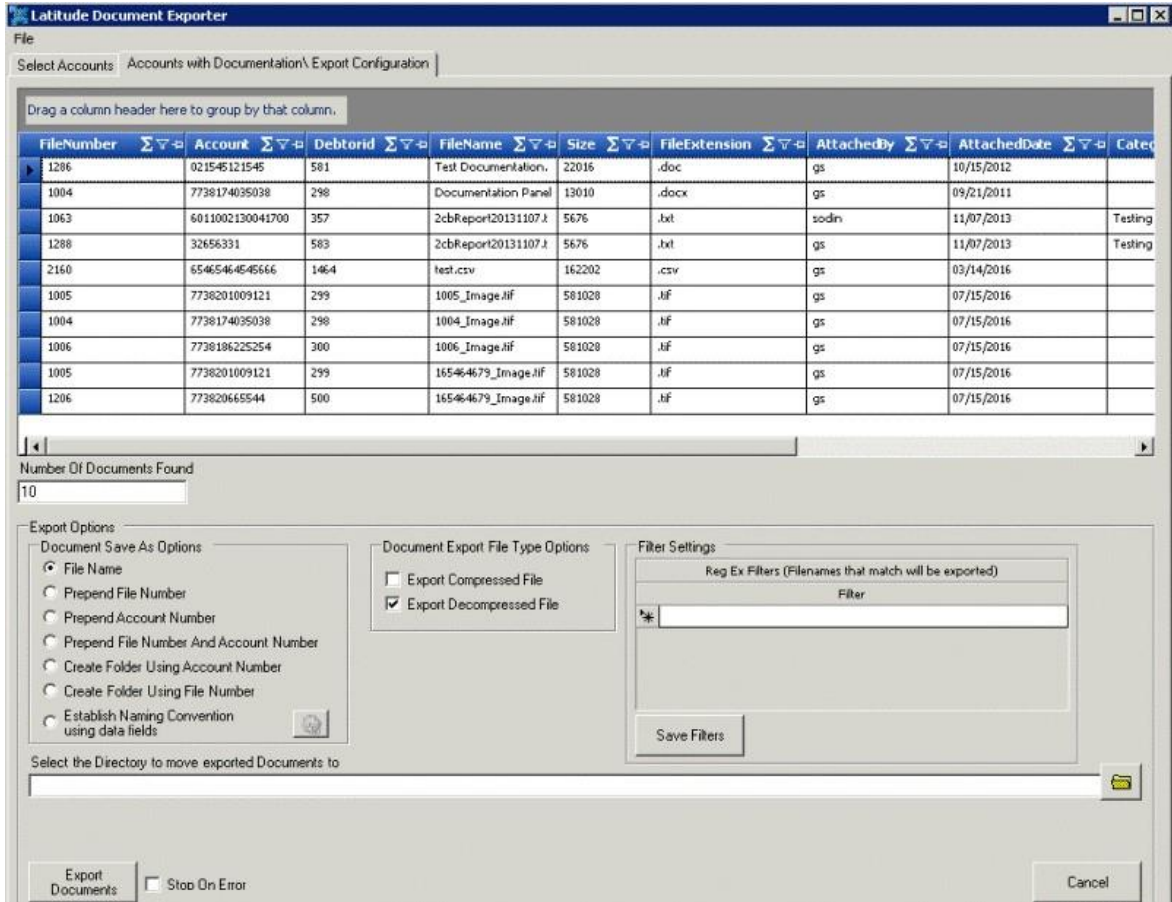 Latitude Document Exporter
File
Select Accounts Accounts with Documentation\ Export Configuration
Drag a column header here to group by that column.
FileNumber Σ Account Σ Debtorid Σ FileName Σ Size Σ FileExtension Σ AttachedBy Σ AttachedDate Σ Categ
1286 021545121545 581 Test Documentation. 22016 .doc gs 10/15/2012
1004 7738174035038 298 Documentation Panel 13010 .docx gs 09/21/2011
1063 6011002130041700 357 2cbReport20131107.t 5676 .txt sodin 11/07/2013 Testing
1288 32656331 583 2cbReport20131107.t 5676 .txt gs 11/07/2013 Testing
2160 65465464545666 1464 test.csv 162202 .csv gs 03/14/2016
1005 7738201009121 299 1005_Image.tif 581028 .tif gs 07/15/2016
1004 7738174035038 298 1004_Image.tif 581028 .tif gs 07/15/2016
1006 7738186225254 300 1006_Image.tif 581028 .tif gs 07/15/2016
1005 7738201009121 299 165464679_Image.tif 581028 .tif gs 07/15/2016
1206 773820665544 500 165464679_Image.tif 581028 .tif gs 07/15/2016
Number Of Documents Found
10
Export Options
Document Save As Options
File Name
Prepend File Number
Prepend Account Number
Prepend File Number And Account Number
Create Folder Using Account Number
Create Folder Using File Number
Establish Naming Convention
using data fields
Document Export File Type Options
Export Compressed File
Export Decompressed File
Filter Settings
Reg Ex Filters (Filenames that match will be exported)
Filter
Save Filters
Select the Directory to move exported Documents to
Export
Documents
Stop On Error
Cancel